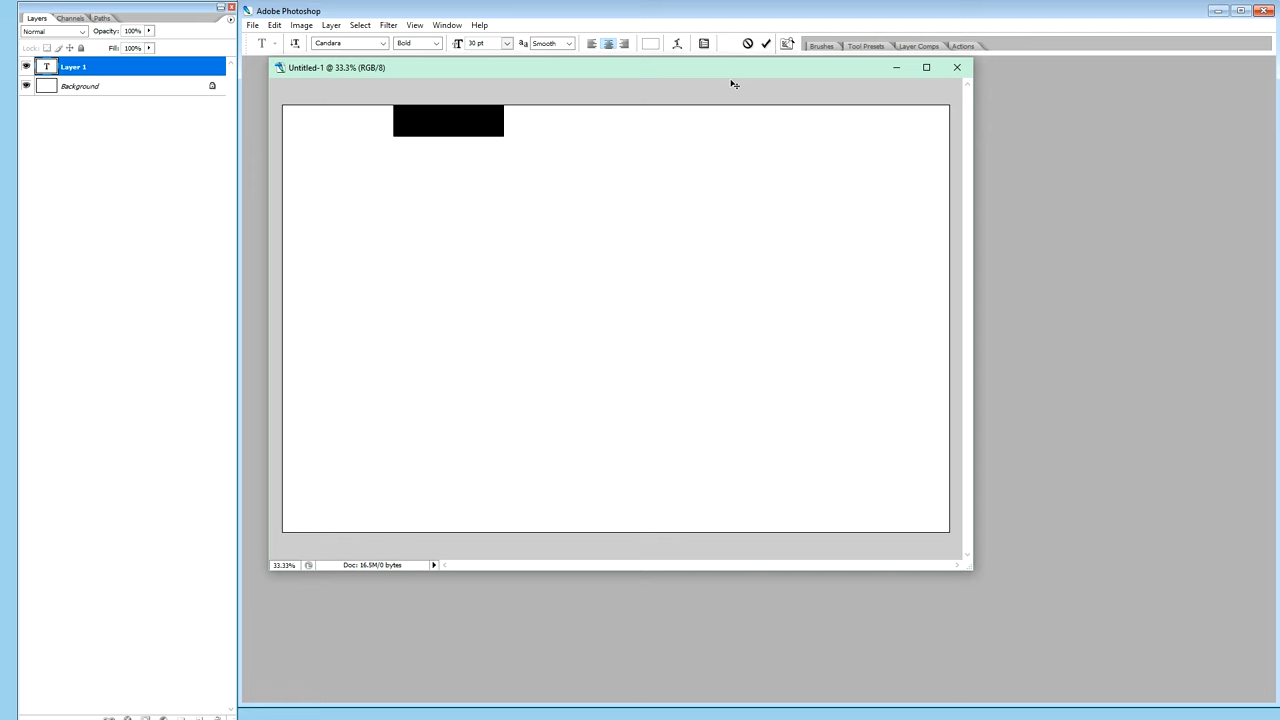 Layers Channels Paths
Adobe Photoshop
Normal Opacity: 100%
File Edit Image Layer Select Filter View Window Help
Lock: Fill: 100%
T Candara Bold T 30 pt aa Smooth Brushes Tool Presets Layer Comps Actions
T Layer 1
Untitled-1 @ 33.3% (RGB/8)
Background
33.33% Doc: 16.5M/0 bytes